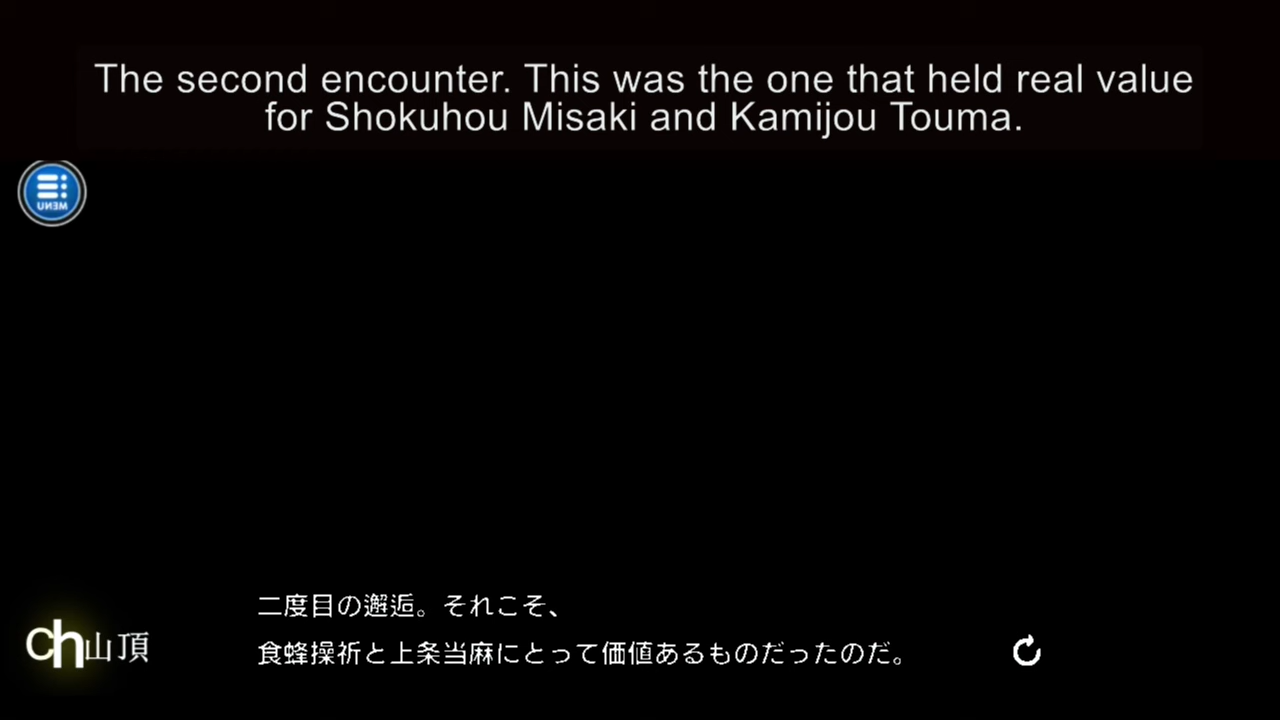 The second encounter. This was the one that held real value
for Shokuhou Misaki and Kamijou Touma.
MENU
二度目の邂逅。それこそ、
食蜂操祈と上条当麻にとって価値あるものだったのだ。
ch山頂